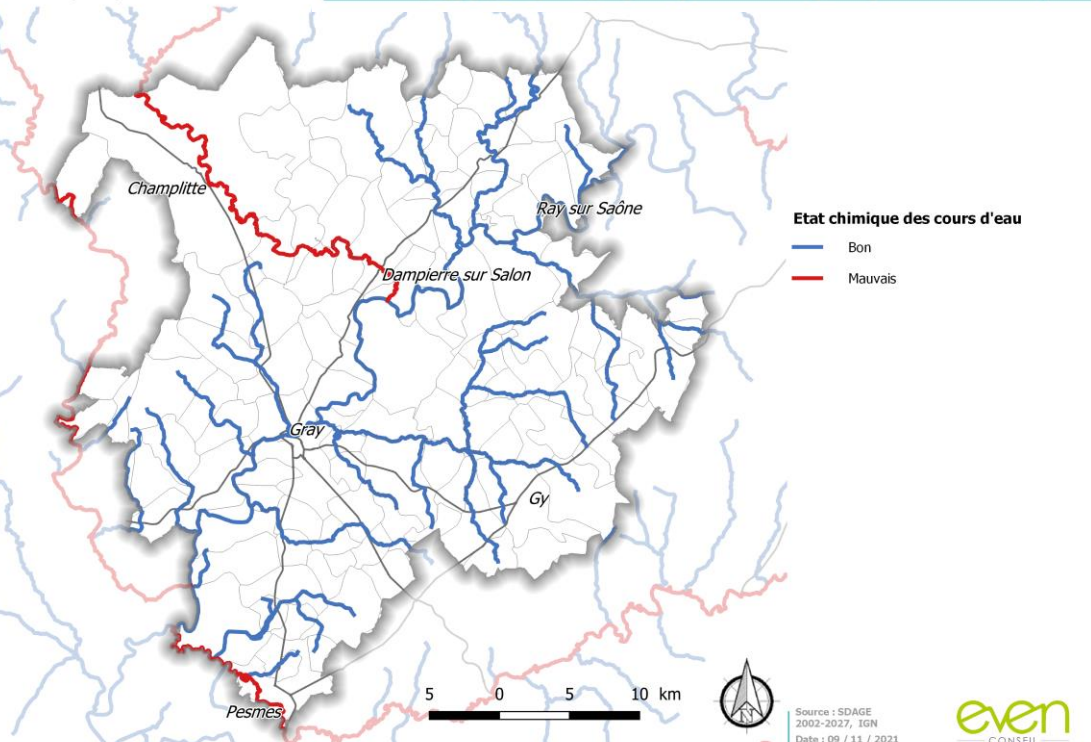 Champlitte
Ray sur Saône
Dampierre sur Salon
Gray
Gy
Pesmes
Etat chimique des cours d'eau
Bon
Mauvais
5 0 5 10 km
N
Source : SDAGE
2002-2027, IGN
Date : 09 / 11 / 2021
even
CONSEIL